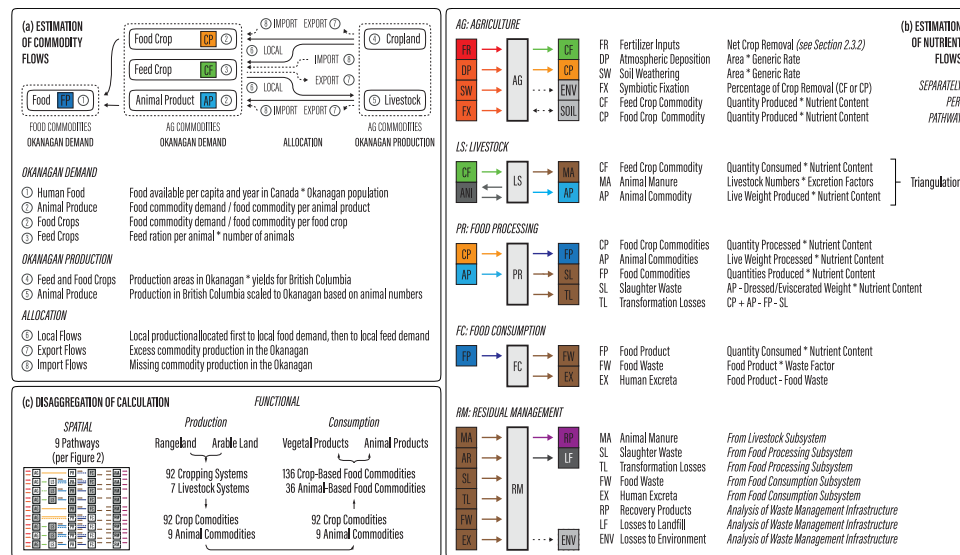 (a) ESTIMATION
OF COMMODITY
FLOWS
⑧ IMPORT EXPORT ⑦
Food Crop CP ②
④ Cropland
⑥ LOCAL
IMPORT ⑧
Feed Crop CF ③
EXPORT ⑦
⑥ LOCAL
Food FP ①
Animal Product AP ②
⑤ Livestock
⑧ IMPORT EXPORT ⑦
FOOD COMMODITIES
OKANAGAN DEMAND
AG COMMODITIES
OKANAGAN DEMAND
ALLOCATION
AG COMMODITIES
OKANAGAN PRODUCTION
OKANAGAN DEMAND
① Human Food Food available per capita and year in Canada * Okanagan population
② Animal Produce Food commodity demand / food commodity per animal product
② Food Crops Food commodity demand / food commodity per food crop
③ Feed Crops Feed ration per animal * number of animals
OKANAGAN PRODUCTION
④ Feed and Food Crops Production areas in Okanagan * yields for British Columbia
⑤ Animal Produce Production in British Columbia scaled to Okanagan based on animal numbers
ALLOCATION
⑥ Local Flows Local productionallocated first to local food demand, then to local feed demand
⑦ Export Flows Excess commodity production in the Okanagan
⑧ Import Flows Missing commodity production in the Okanagan
(c) DISAGGREGATION OF CALCULATION
FUNCTIONAL
SPATIAL
9 Pathways
(per Figure 2)
Production
Rangeland Arable Land
92 Cropping Systems
7 Livestock Systems
92 Crop Comodities
9 Animal Commodities
Consumption
Vegetal Products Animal Products
136 Crop-Based Food Commodities
36 Animal-Based Food Commodities
92 Crop Comodities
9 Animal Commodities
(b) ESTIMATION
OF NUTRIENT
FLOWS
SEPARATELY
PER
PATHWAY
AG: AGRICULTURE
FR
DP
SW
FX
AG
CF
CP
ENV
SOIL
FR Fertilizer Inputs Net Crop Removal (see Section 2.3.2)
DP Atmospheric Deposition Area * Generic Rate
SW Soil Weathering Area * Generic Rate
FX Symbiotic Fixation Percentage of Crop Removal (CF or CP)
CF Feed Crop Commodity Quantity Produced * Nutrient Content
CP Food Crop Commodity Quantity Produced * Nutrient Content
LS: LIVESTOCK
CF
ANI
LS
MA
AP
CF Feed Crop Commodity Quantity Consumed * Nutrient Content
MA Animal Manure Livestock Numbers * Excretion Factors
AP Animal Commodity Live Weight Produced * Nutrient Content
Triangulation
PR: FOOD PROCESSING
CP
AP
PR
FP
SL
TL
CP Food Crop Commodities Quantity Processed * Nutrient Content
AP Animal Commodities Live Weight Processed * Nutrient Content
FP Food Commodities Quantities Produced * Nutrient Content
SL Slaughter Waste AP - Dressed/Eviscerated Weight * Nutrient Content
TL Transformation Losses CP + AP - FP - SL
FC: FOOD CONSUMPTION
FP
FC
FW
EX
FP Food Product Quantity Consumed * Nutrient Content
FW Food Waste Food Product * Waste Factor
EX Human Excreta Food Product - Food Waste
RM: RESIDUAL MANAGEMENT
MA
AR
SL
TL
FW
EX
RM
RP
LF
ENV
MA Animal Manure From Livestock Subsystem
SL Slaughter Waste From Food Processing Subsystem
TL Transformation Losses From Food Processing Subsystem
FW Food Waste From Food Consumption Subsystem
EX Human Excreta From Food Consumption Subsystem
RP Recovery Products Analysis of Waste Management Infrastructure
LF Losses to Landfill Analysis of Waste Management Infrastructure
ENV Losses to Environment Analysis of Waste Management Infrastructure